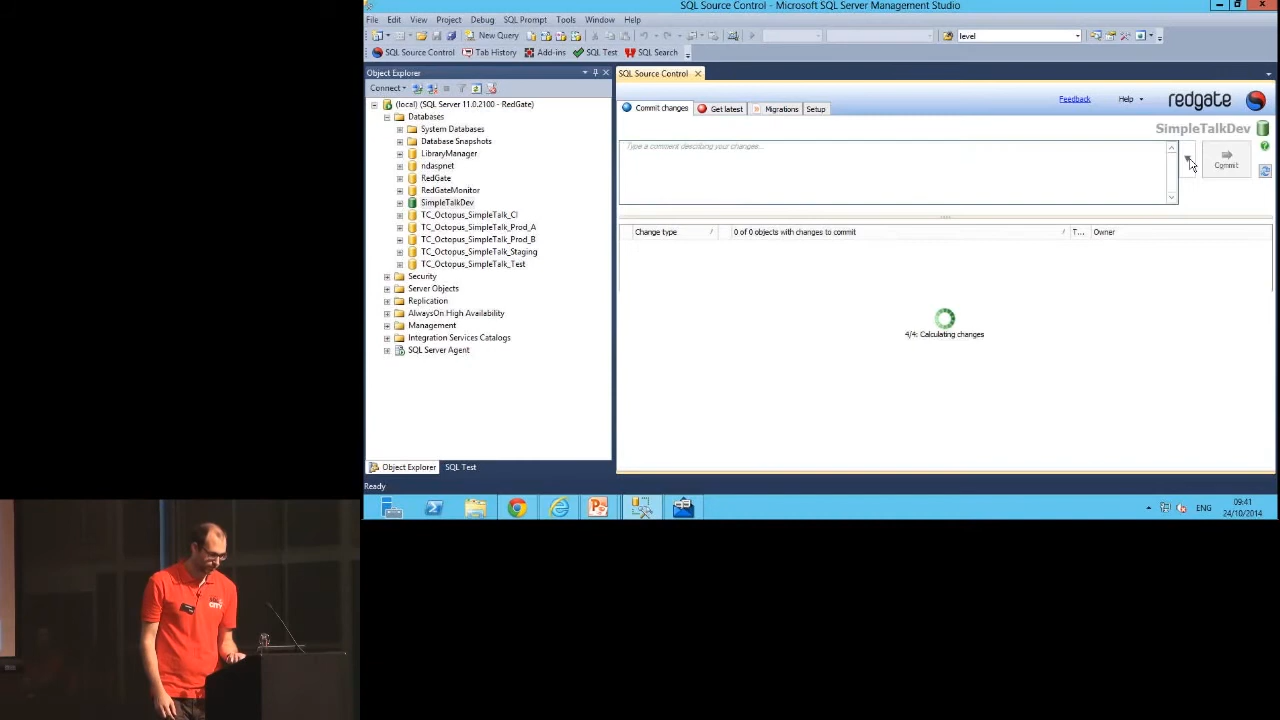 SQL Source Control - Microsoft SQL Server Management Studio
File Edit View Project Debug SQL Prompt Tools Window Help
New Query level
SQL Source Control Tab History Add-ins SQL Test SQL Search
Object Explorer
Connect
(local) (SQL Server 11.0.2100 - RedGate)
Databases
System Databases
Database Snapshots
LibraryManager
ndaspnet
RedGate
RedGateMonitor
SimpleTalkDev
TC_Octopus_SimpleTalk_CI
TC_Octopus_SimpleTalk_Prod_A
TC_Octopus_SimpleTalk_Prod_B
TC_Octopus_SimpleTalk_Staging
TC_Octopus_SimpleTalk_Test
Security
Server Objects
Replication
AlwaysOn High Availability
Management
Integration Services Catalogs
SQL Server Agent
Object Explorer SQL Test
SQL Source Control
Commit changes Get latest Migrations Setup
Feedback Help redgate
SimpleTalkDev
Type a comment describing your changes...
Commit
Change type 0 of 0 objects with changes to commit T... Owner
4/4: Calculating changes
Ready
ENG 09:41
24/10/2014